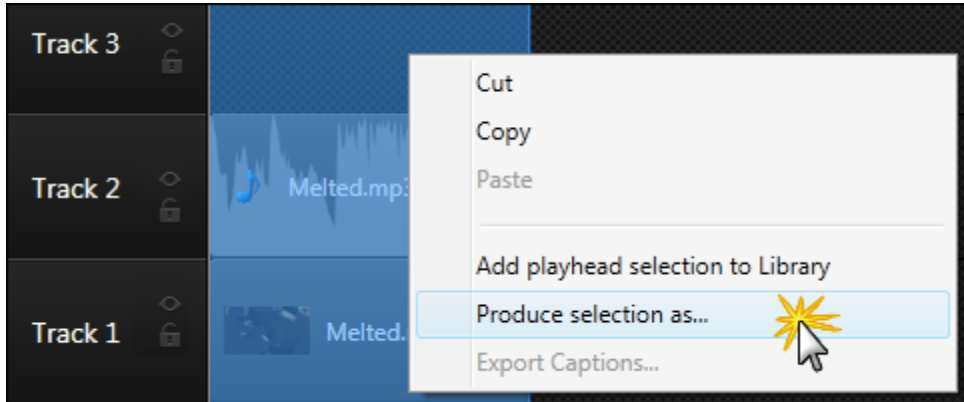 Track 3
Cut
Copy
Paste
Track 2
Melted.mp3
Add playhead selection to Library
Produce selection as...
Track 1
Melted.
Export Captions...